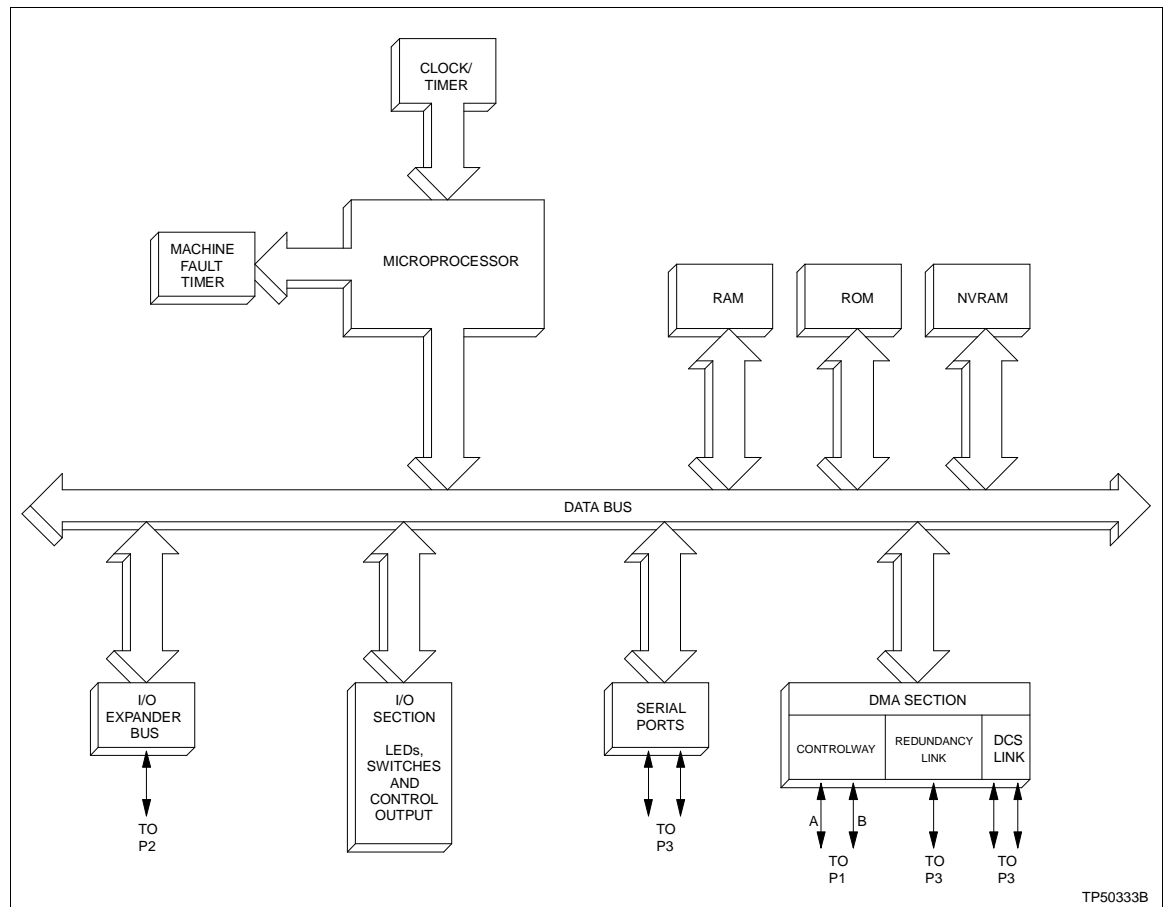 CLOCK/
TIMER
MACHINE
FAULT
TIMER
MICROPROCESSOR
RAM
ROM
NVRAM
DATA BUS
I/O
EXPANDER
BUS
TO
P2
I/O
SECTION
LEDs,
SWITCHES
AND
CONTROL
OUTPUT
SERIAL
PORTS
TO
P3
DMA SECTION
CONTROLWAY
REDUNDANCY
LINK
DCS
LINK
A
B
TO
P1
TO
P3
TO
P3
TP50333B